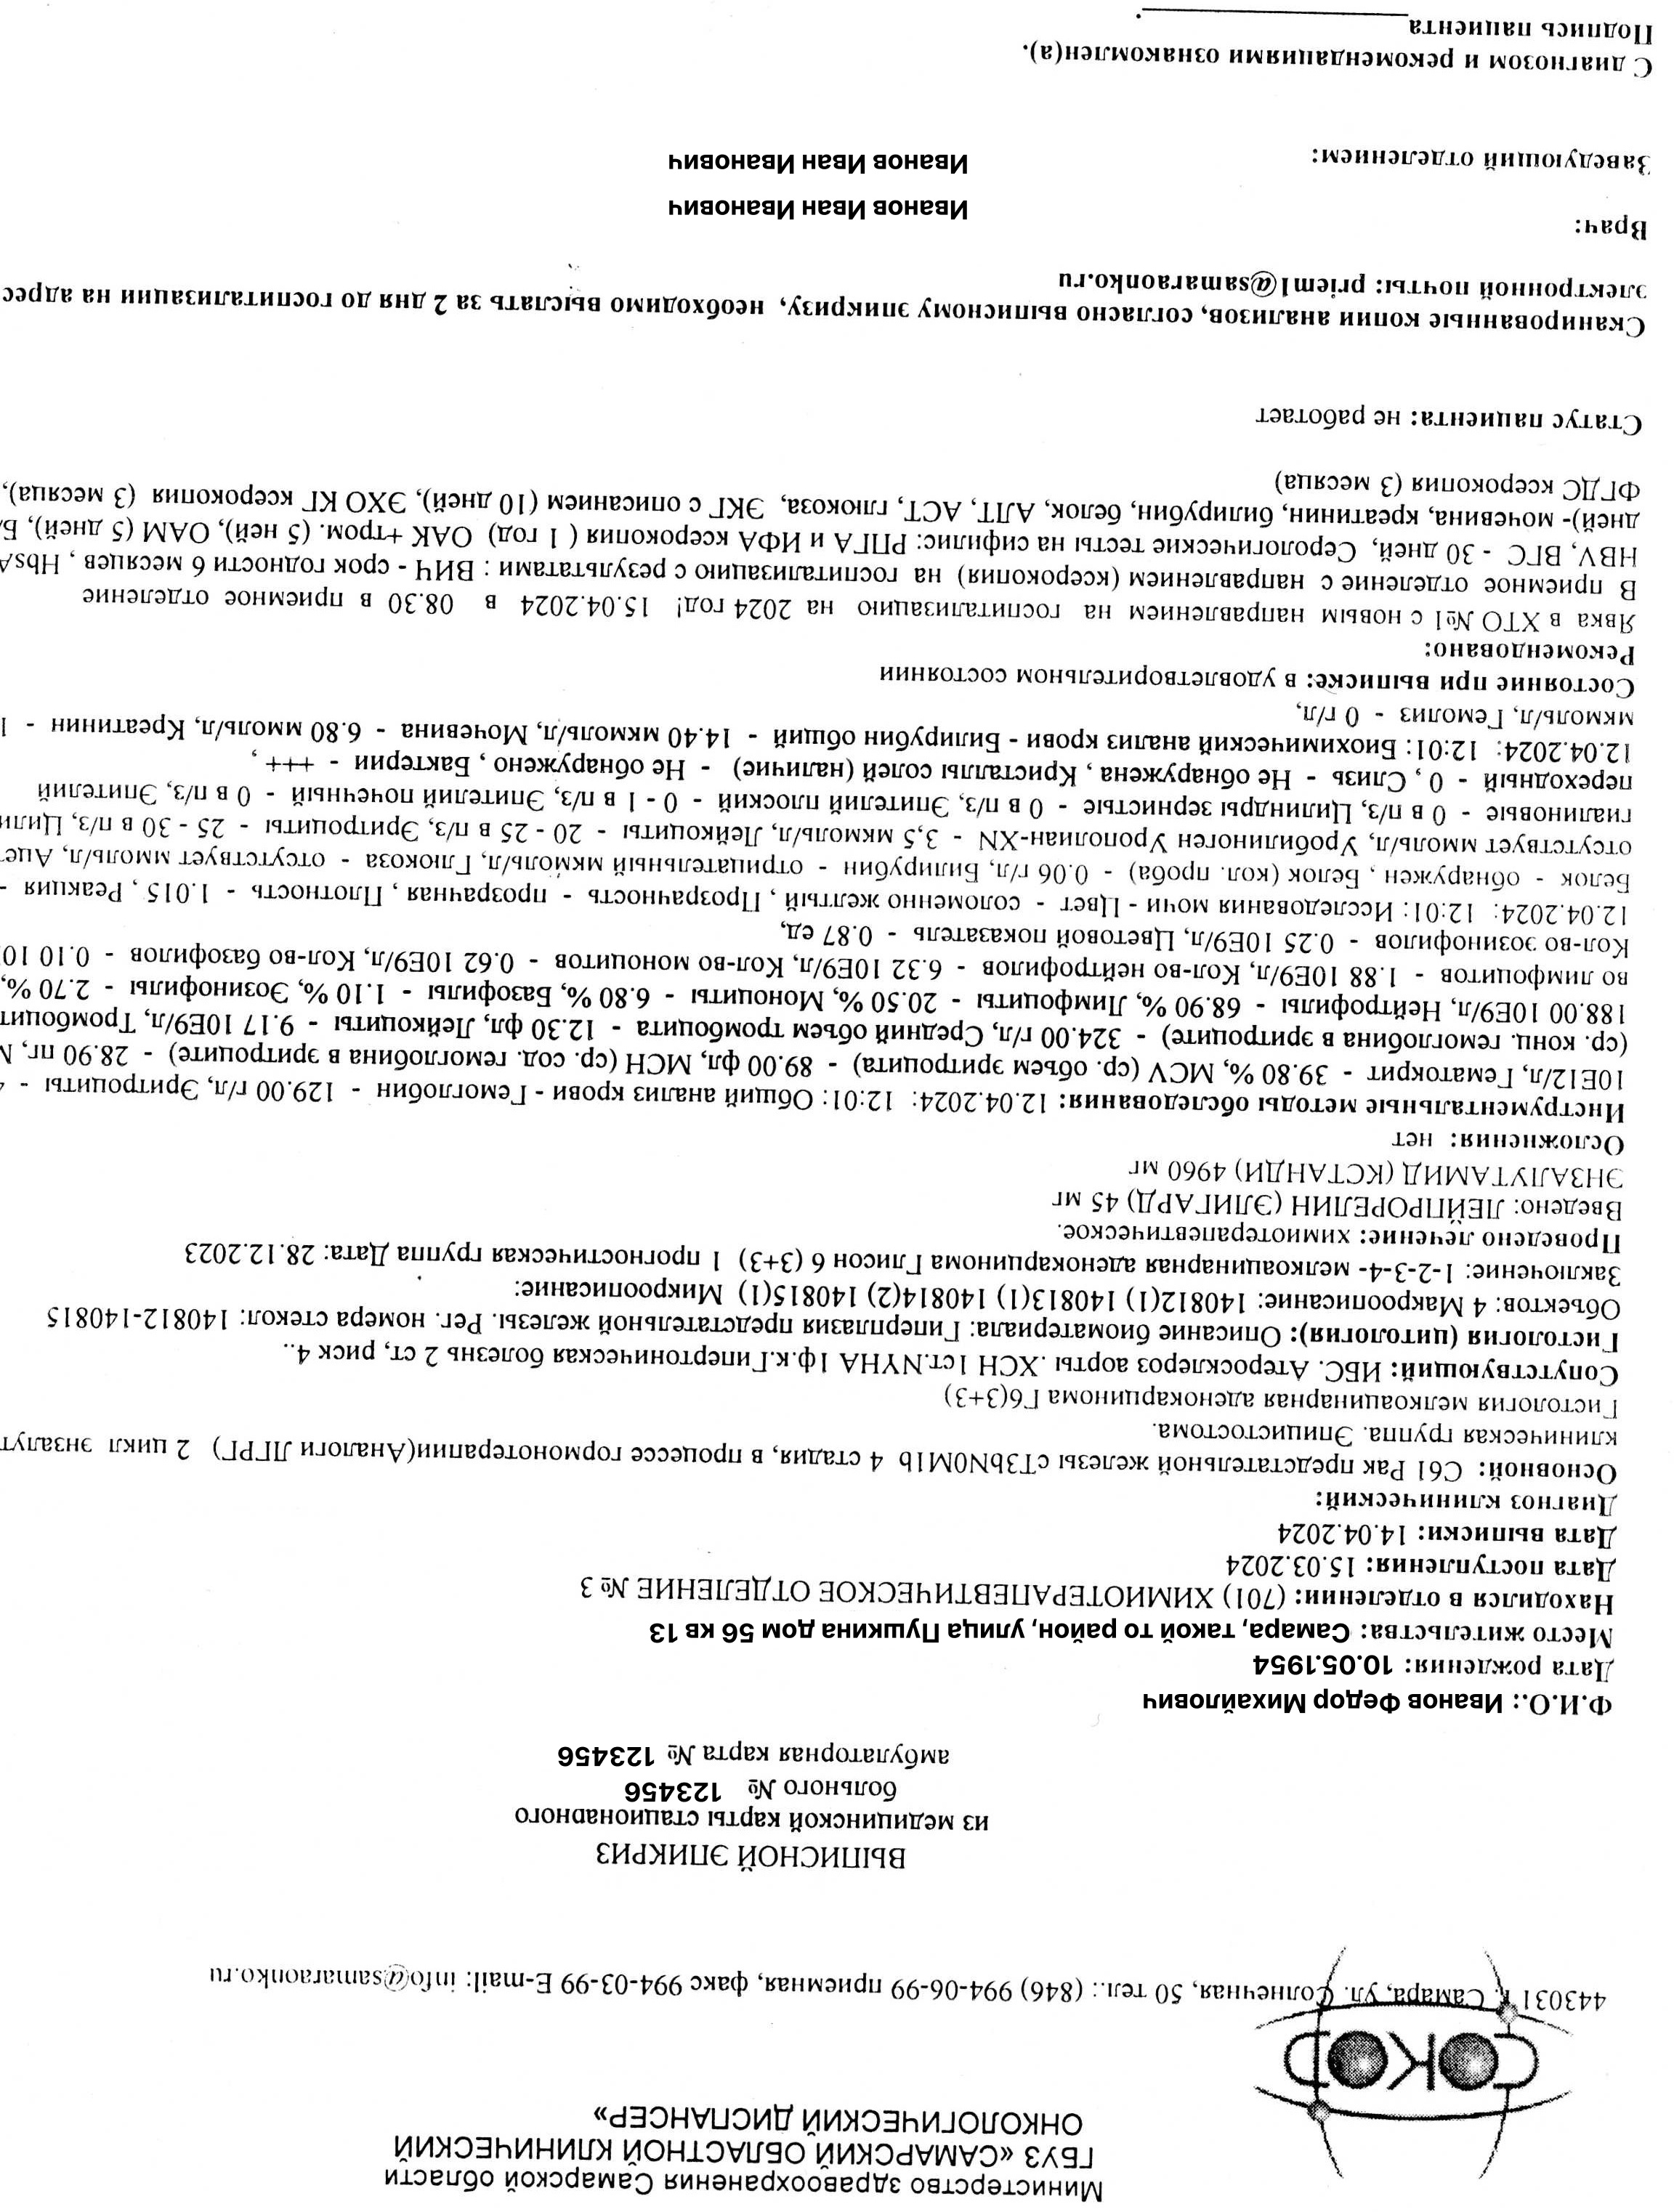 Министерство здравоохранения Самарской области
ГБУЗ «САМАРСКИЙ ОБЛАСТНОЙ КЛИНИЧЕСКИЙ
ОНКОЛОГИЧЕСКИЙ ДИСПАНСЕР»
СОКОД
443031 г. Самара, ул. Солнечная, 50 тел.: (846) 994-06-99 приемная, факс 994-03-99 E-mail: info@samaraonko.ru
ВЫПИСНОЙ ЭПИКРИЗ
из медицинской карты стационарного
больного № 123456
амбулаторная карта № 123456
Ф.И.О.: Иванов Федор Михайлович
Дата рождения: 10.05.1954
Место жительства: Самара, такой то район, улица Пушкина дом 56 кв 13
Находился в отделении: (701) ХИМИОТЕРАПЕВТИЧЕСКОЕ ОТДЕЛЕНИЕ № 3
Дата поступления: 15.03.2024
Дата выписки: 14.04.2024
Диагноз клинический:
Основной: С61 Рак предстательной железы cT3bN0M1b 4 стадия, в процессе гормонотерапии(Аналоги ЛГРГ) 2 цикл энзалут
клиническая группа. Эпицистостома.
Гистология мелкоацинарная аденокарцинома Г6(3+3)
Сопутствующий: ИБС. Атеросклероз аорты .ХСН 1ст.NYHA 1ф.к.Гипертоническая болезнь 2 ст, риск 4..
Гистология (цитология): Описание биоматериала: Гиперплазия предстательной железы. Рег. номера стекол: 140812-140815
Объектов: 4 Макроописание: 140812(1) 140813(1) 140814(2) 140815(1) Микроописание:
Заключение: 1-2-3-4- мелкоацинарная аденокарцинома Глисон 6 (3+3) 1 прогностическая группа Дата: 28.12.2023
Проведено лечение: химиотерапевтическое.
Введено: ЛЕЙПРОРЕЛИН (ЭЛИГАРД) 45 мг
ЭНЗАЛУТАМИД (КСТАНДИ) 4960 мг
Осложнения: нет
Инструментальные методы обследования: 12.04.2024: 12:01: Общий анализ крови - Гемоглобин - 129.00 г/л, Эритроциты - 4
10E12/л, Гематокрит - 39.80 %, MCV (ср. объем эритроцита) - 89.00 фл, MCH (ср. сод. гемоглобина в эритроците) - 28.90 пг, М
(ср. конц. гемоглобина в эритроците) - 324.00 г/л, Средний объем тромбоцита - 12.30 фл, Лейкоциты - 9.17 10E9/л, Тромбоцит
188.00 10E9/л, Нейтрофилы - 68.90 %, Лимфоциты - 20.50 %, Моноциты - 6.80 %, Базофилы - 1.10 %, Эозинофилы - 2.70 %,
во лимфоцитов - 1.88 10E9/л, Кол-во нейтрофилов - 6.32 10E9/л, Кол-во моноцитов - 0.62 10E9/л, Кол-во базофилов - 0.10 10
Кол-во эозинофилов - 0.25 10E9/л, Цветовой показатель - 0.87 ед,
12.04.2024: 12:01: Исследования мочи - Цвет - соломенно желтый , Прозрачность - прозрачная , Плотность - 1.015 , Реакция -
Белок - обнаружен , Белок (кол. проба) - 0.06 г/л, Билирубин - отрицательный мкмоль/л, Глюкоза - отсутствует ммоль/л, Ацет
отсутствует ммоль/л, Уробилиноген Урополиан-XN - 3,5 мкмоль/л, Лейкоциты - 20 - 25 в п/з, Эритроциты - 25 - 30 в п/з, Цилин
гиалиновые - 0 в п/з, Цилиндры зернистые - 0 в п/з, Эпителий плоский - 0 - 1 в п/з, Эпителий почечный - 0 в п/з, Эпителий
переходный - 0 , Слизь - Не обнаружена , Кристаллы солей (наличие) - Не обнаружено , Бактерии - +++ ,
12.04.2024: 12:01: Биохимический анализ крови - Билирубин общий - 14.40 мкмоль/л, Мочевина - 6.80 ммоль/л, Креатинин - 1
мкмоль/л, Гемолиз - 0 г/л,
Состояние при выписке: в удовлетворительном состоянии
Рекомендовано:
Явка в ХТО №1 с новым направлением на госпитализацию на 2024 год! 15.04.2024 в 08.30 в приемное отделение
В приемное отделение с направлением (ксерокопия) на госпитализацию с результатами : ВИЧ - срок годности 6 месяцев , HbsA
HBV, ВГС - 30 дней, Серологические тесты на сифилис: РПГА и ИФА ксерокопия ( 1 год) ОАК +тром. (5 ней), ОАМ (5 дней), Б
дней)- мочевина, креатинин, билирубин, белок, АЛТ, АСТ, глюкоза, ЭКГ с описанием (10 дней), ЭХО КГ ксерокопия (3 месяца),
ФГДС ксерокопия (3 месяца)
Статус пациента: не работает
Сканированные копии анализов, согласно выписному эпикризу, необходимо выслать за 2 дня до госпитализации на адрес
электронной почты: priem1@samaraonko.ru
Врач:
Иванов Иван Иванович
Заведующий отделением: Иванов Иван Иванович
С диагнозом и рекомендациями ознакомлен(а).
Подпись пациента____________________.